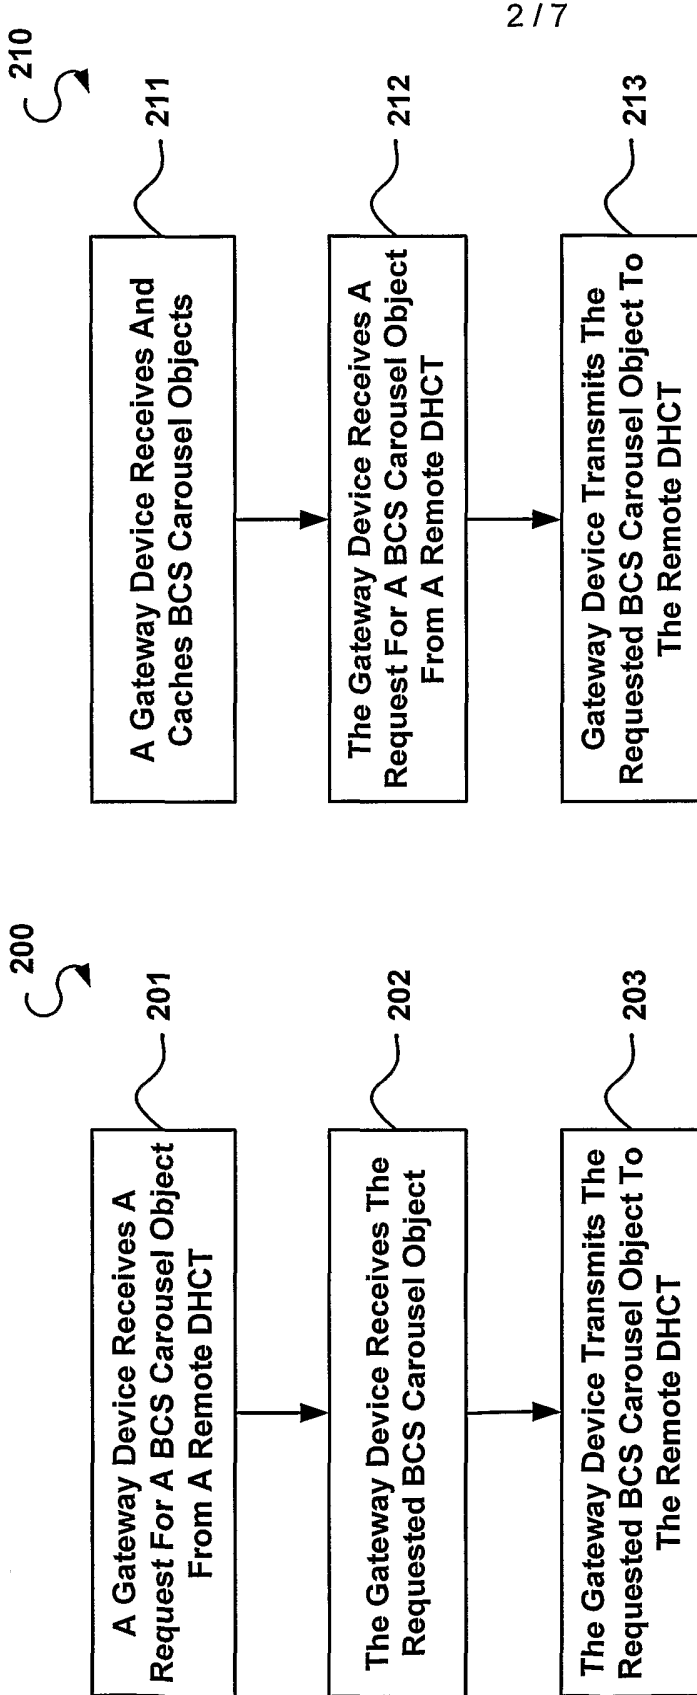 2 / 7
200
A Gateway Device Receives A
Request For A BCS Carousel Object
From A Remote DHCT
201
The Gateway Device Receives The
Requested BCS Carousel Object
202
The Gateway Device Transmits The
Requested BCS Carousel Object To
The Remote DHCT
203
210
A Gateway Device Receives And
Caches BCS Carousel Objects
211
The Gateway Device Receives A
Request For A BCS Carousel Object
From A Remote DHCT
212
Gateway Device Transmits The
Requested BCS Carousel Object To
The Remote DHCT
213